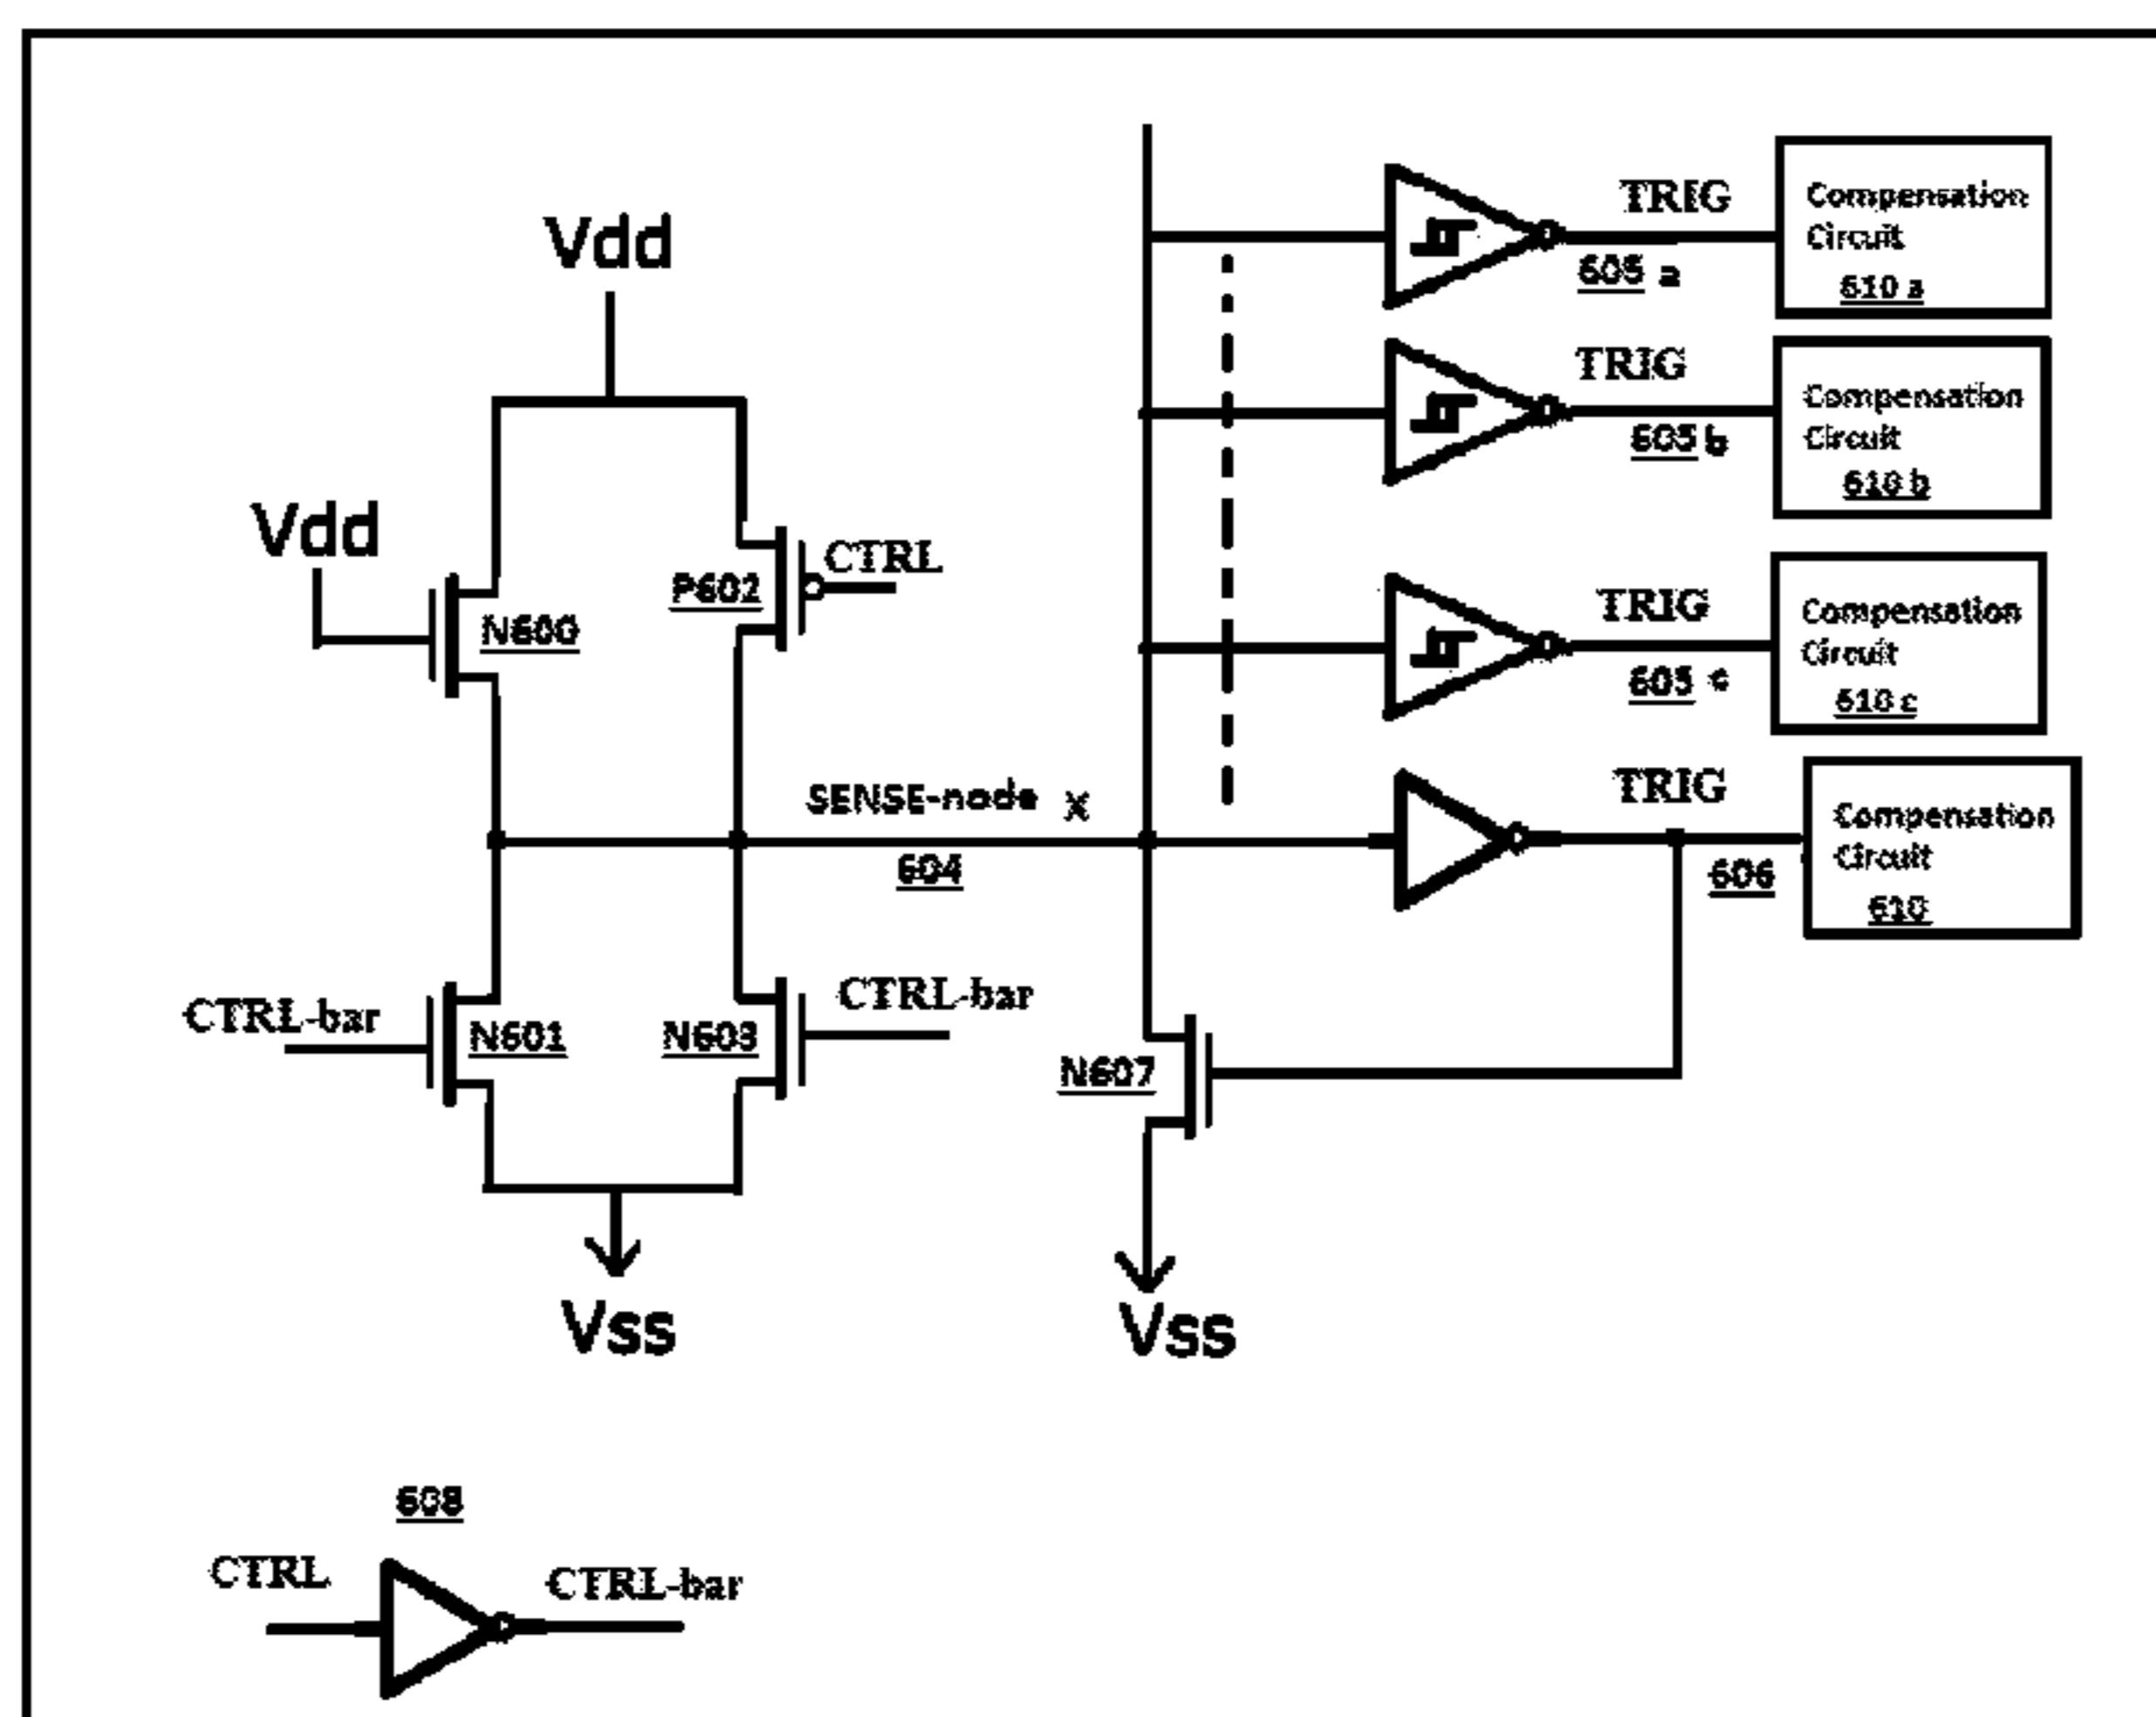 Vdd
Vdd
N600
P602
CTRL
SENSE-node x
604
CTRL-bar
N601
N603
CTRL-bar
Vss
TRIG
605 a
Compensation
Circuit
610 a
TRIG
605 b
Compensation
Circuit
610 b
TRIG
605 c
Compensation
Circuit
610 c
TRIG
606
Compensation
Circuit
610
N607
Vss
608
CTRL
CTRL-bar